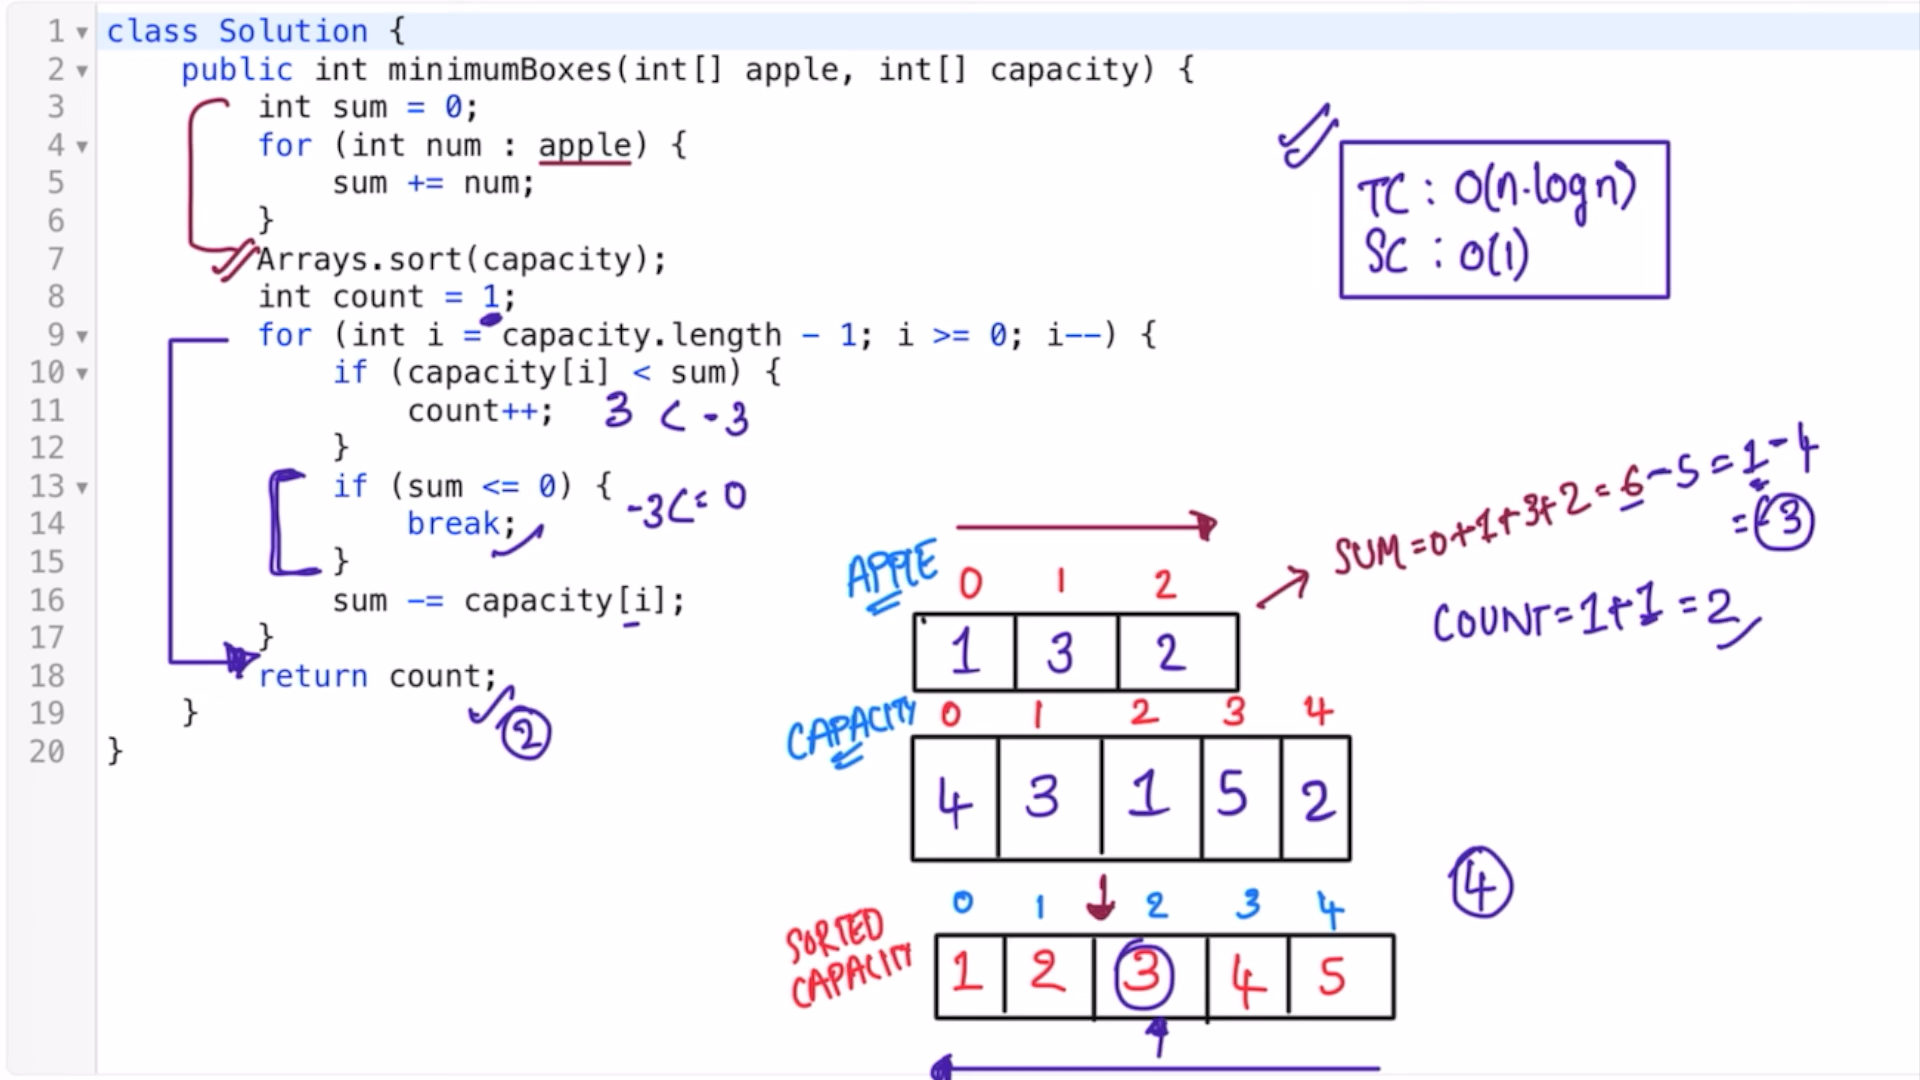 1 class Solution {
2 public int minimumBoxes(int[] apple, int[] capacity) {
3 int sum = 0;
4 for (int num : apple) {
5 sum += num;
6 }
7 Arrays.sort(capacity);
8 int count = 1;
9 for (int i = capacity.length - 1; i >= 0; i--) {
10 if (capacity[i] < sum) {
11 count++;
12 }
13 if (sum <= 0) {
14 break;
15 }
16 sum -= capacity[i];
17 }
18 return count;
19 }
20 }
3 < -3
-3<= 0
2
TC : O(n.logn)
SC : O(1)
SUM=0+1+3+2=6-5=1-4
=-3
COUNT=1+1=2
APPLE
0 1 2
1 3 2
CAPACITY
0 1 2 3 4
4 3 1 5 2
4
0 1 2 3 4
SORTED
CAPACITY
1 2 3 4 5